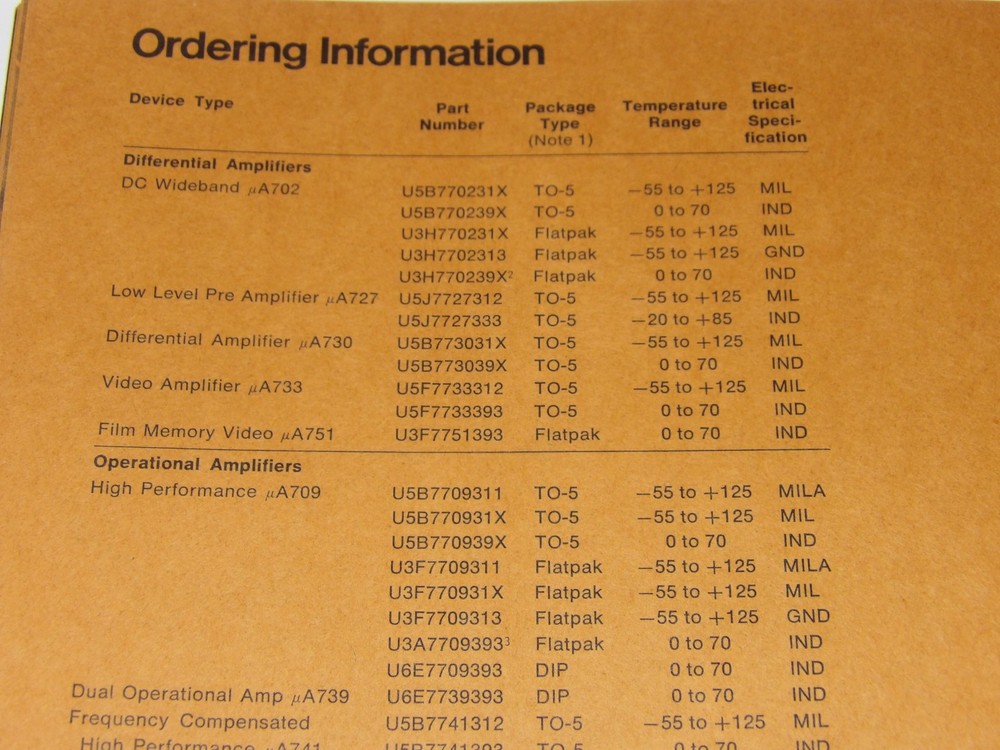 Ordering Information
Device Type Part Number Package Type (Note 1) Temperature Range Elec-trical Speci-fication
Differential Amplifiers
DC Wideband μA702 U5B770231X TO-5 −55 to +125 MIL
U5B770239X TO-5 0 to 70 IND
U3H770231X Flatpak −55 to +125 MIL
U3H7702313 Flatpak −55 to +125 GND
U3H770239X² Flatpak 0 to 70 IND
Low Level Pre Amplifier μA727 U5J7727312 TO-5 −55 to +125 MIL
U5J7727333 TO-5 −20 to +85 IND
Differential Amplifier μA730 U5B773031X TO-5 −55 to +125 MIL
U5B773039X TO-5 0 to 70 IND
Video Amplifier μA733 U5F7733312 TO-5 −55 to +125 MIL
U5F7733393 TO-5 0 to 70 IND
Film Memory Video μA751 U3F7751393 Flatpak 0 to 70 IND
Operational Amplifiers
High Performance μA709 U5B7709311 TO-5 −55 to +125 MILA
U5B770931X TO-5 −55 to +125 MIL
U5B770939X TO-5 0 to 70 IND
U3F7709311 Flatpak −55 to +125 MILA
U3F770931X Flatpak −55 to +125 MIL
U3F7709313 Flatpak −55 to +125 GND
U3A7709393³ Flatpak 0 to 70 IND
U6E7709393 DIP 0 to 70 IND
Dual Operational Amp μA739 U6E7739393 DIP 0 to 70 IND
Frequency Compensated U5B7741312 TO-5 −55 to +125 MIL
High Performance μA741 U5B7741393 TO-5 0 to 70 IND